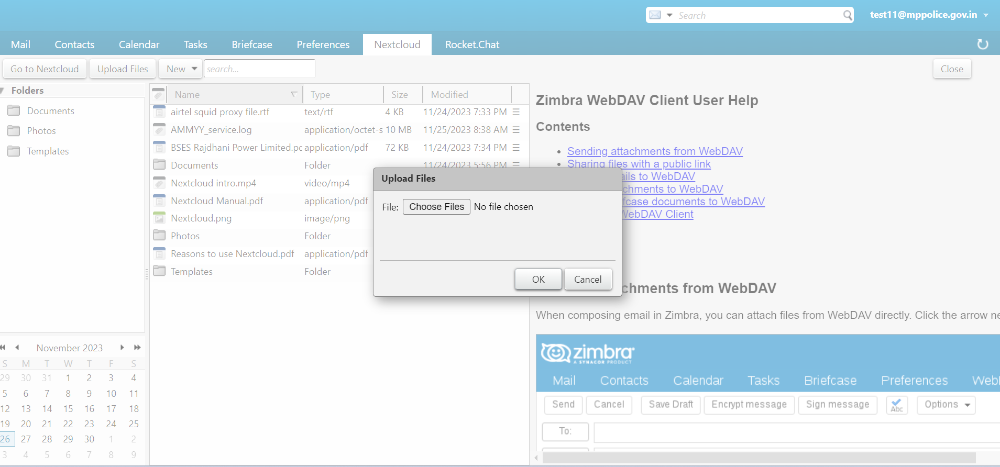 Search
test11@mppolice.gov.in
Mail Contacts Calendar Tasks Briefcase Preferences Nextcloud Rocket.Chat
Go to Nextcloud Upload Files New search... Close
Folders
Documents
Photos
Templates
Name Type Size Modified
airtel squid proxy file.rtf text/rtf 4 KB 11/24/2023 7:33 PM
AMMYY_service.log application/octet-s 10 MB 11/25/2023 8:38 AM
BSES Rajdhani Power Limited.pc application/pdf 72 KB 11/24/2023 7:34 PM
Documents Folder 11/24/2023 5:56 PM
Nextcloud intro.mp4 video/mp4
Nextcloud Manual.pdf application/pdf
Nextcloud.png image/png
Photos Folder
Reasons to use Nextcloud.pdf application/pdf
Templates Folder
Upload Files
File: Choose Files No file chosen
OK Cancel
Zimbra WebDAV Client User Help
Contents
Sending attachments from WebDAV
Sharing files with a public link
ils to WebDAV
chments to WebDAV
fcase documents to WebDAV
WebDAV Client
chments from WebDAV
When composing email in Zimbra, you can attach files from WebDAV directly. Click the arrow ne
zimbra
A SYNACOR PRODUCT
Mail Contacts Calendar Tasks Briefcase Preferences WebD
Send Cancel Save Draft Encrypt message Sign message Abc Options
To:
November 2023
S M T W T F S
29 30 31 1 2 3 4
5 6 7 8 9 10 11
12 13 14 15 16 17 18
19 20 21 22 23 24 25
26 27 28 29 30 1 2
3 4 5 6 7 8 9